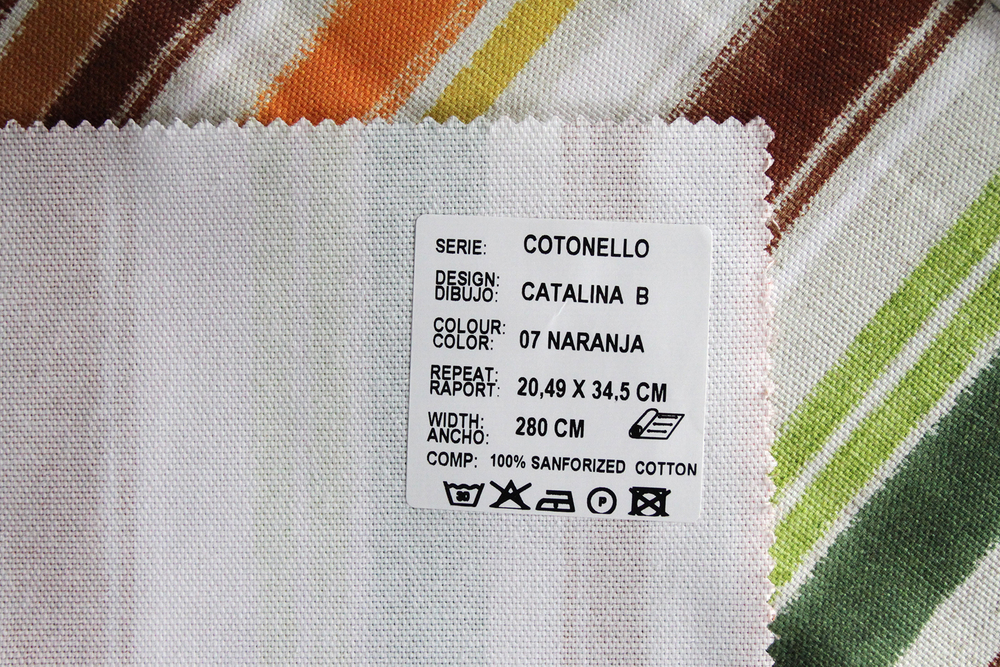 SERIE: COTONELLO
DESIGN:
DIBUJO: CATALINA B
COLOUR:
COLOR: 07 NARANJA
REPEAT:
RAPORT: 20,49 X 34,5 CM
WIDTH:
ANCHO: 280 CM
COMP: 100% SANFORIZED COTTON
30 P